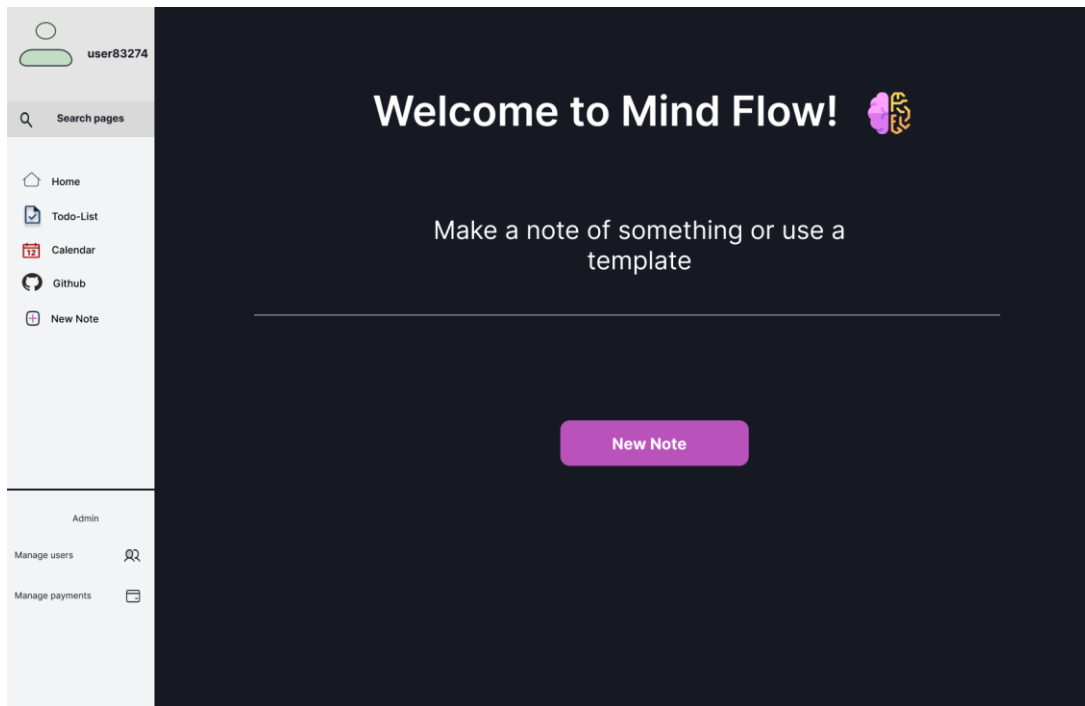 user83274
Search pages
Home
Todo-List
12
Calendar
Github
New Note
Admin
Manage users
Manage payments
Welcome to Mind Flow!
Make a note of something or use a
template
New Note